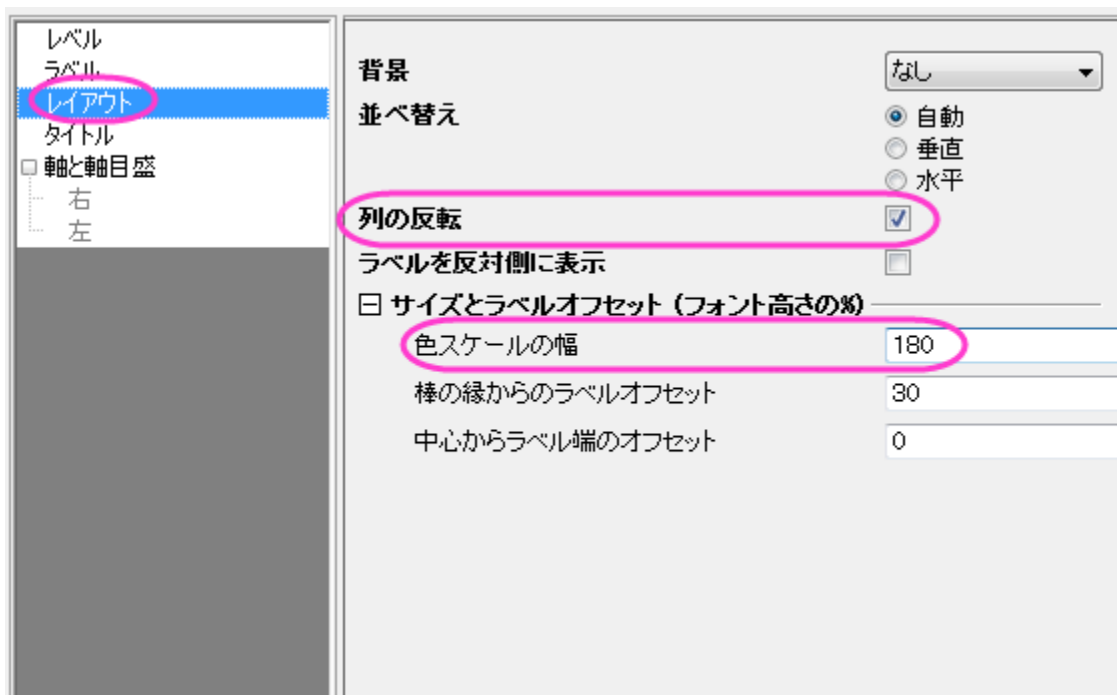 レベル
ラベル
レイアウト
タイトル
軸と軸目盛
右
左
背景
なし
並べ替え
自動
垂直
水平
列の反転
ラベルを反対側に表示
サイズとラベルオフセット（フォント高さの%）
色スケールの幅
180
棒の縁からのラベルオフセット
30
中心からラベル端のオフセット
0